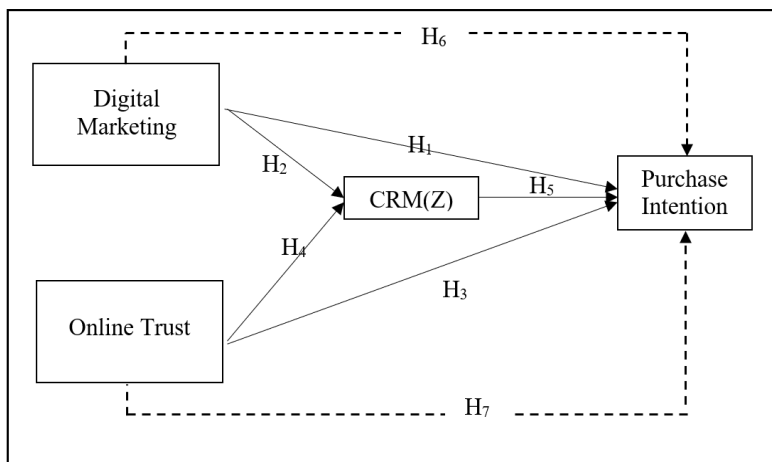 H₆
Digital
Marketing
H₁
H₂
Purchase
Intention
CRM(Z)
H₅
H₄
H₃
Online Trust
H₇